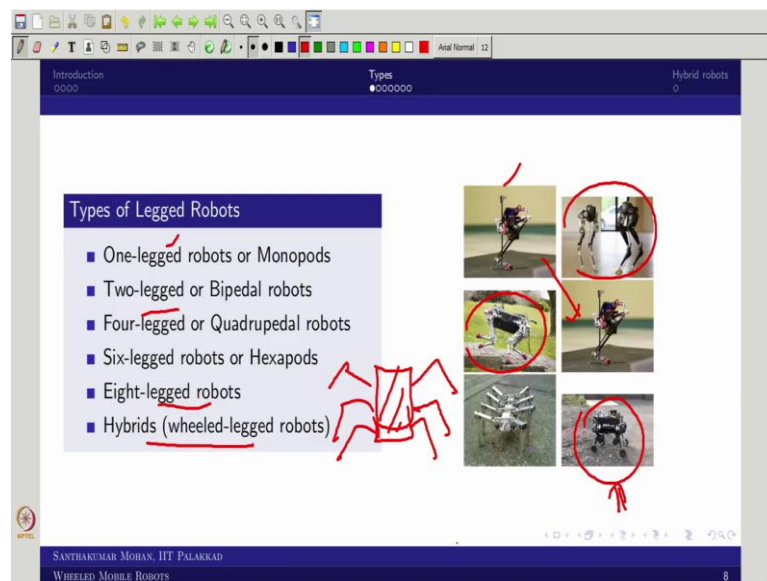 Arial Normal 12
Introduction
Types
Hybrid robots
Types of Legged Robots
One-legged robots or Monopods
Two-legged or Bipedal robots
Four-legged or Quadrupedal robots
Six-legged robots or Hexapods
Eight-legged robots
Hybrids (wheeled-legged robots)
NPTEL
SANTHAKUMAR MOHAN, IIT PALAKKAD
WHEELED MOBILE ROBOTS 8